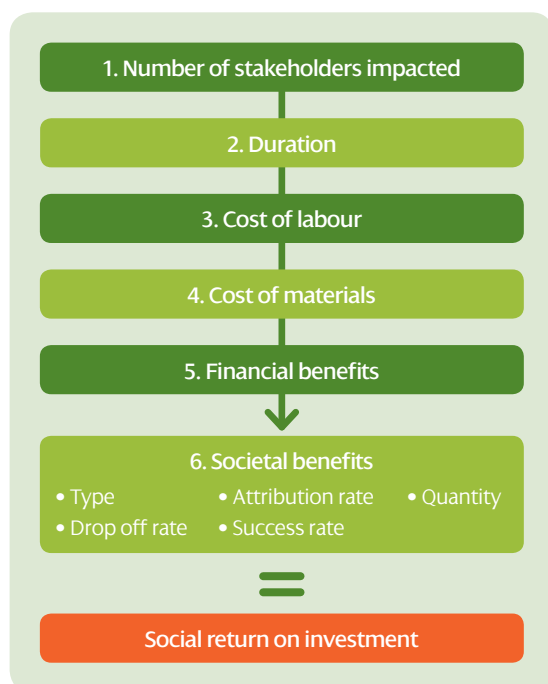 1. Number of stakeholders impacted
2. Duration
3. Cost of labour
4. Cost of materials
5. Financial benefits
6. Societal benefits
• Type • Attribution rate • Quantity
• Drop off rate • Success rate
=
Social return on investment